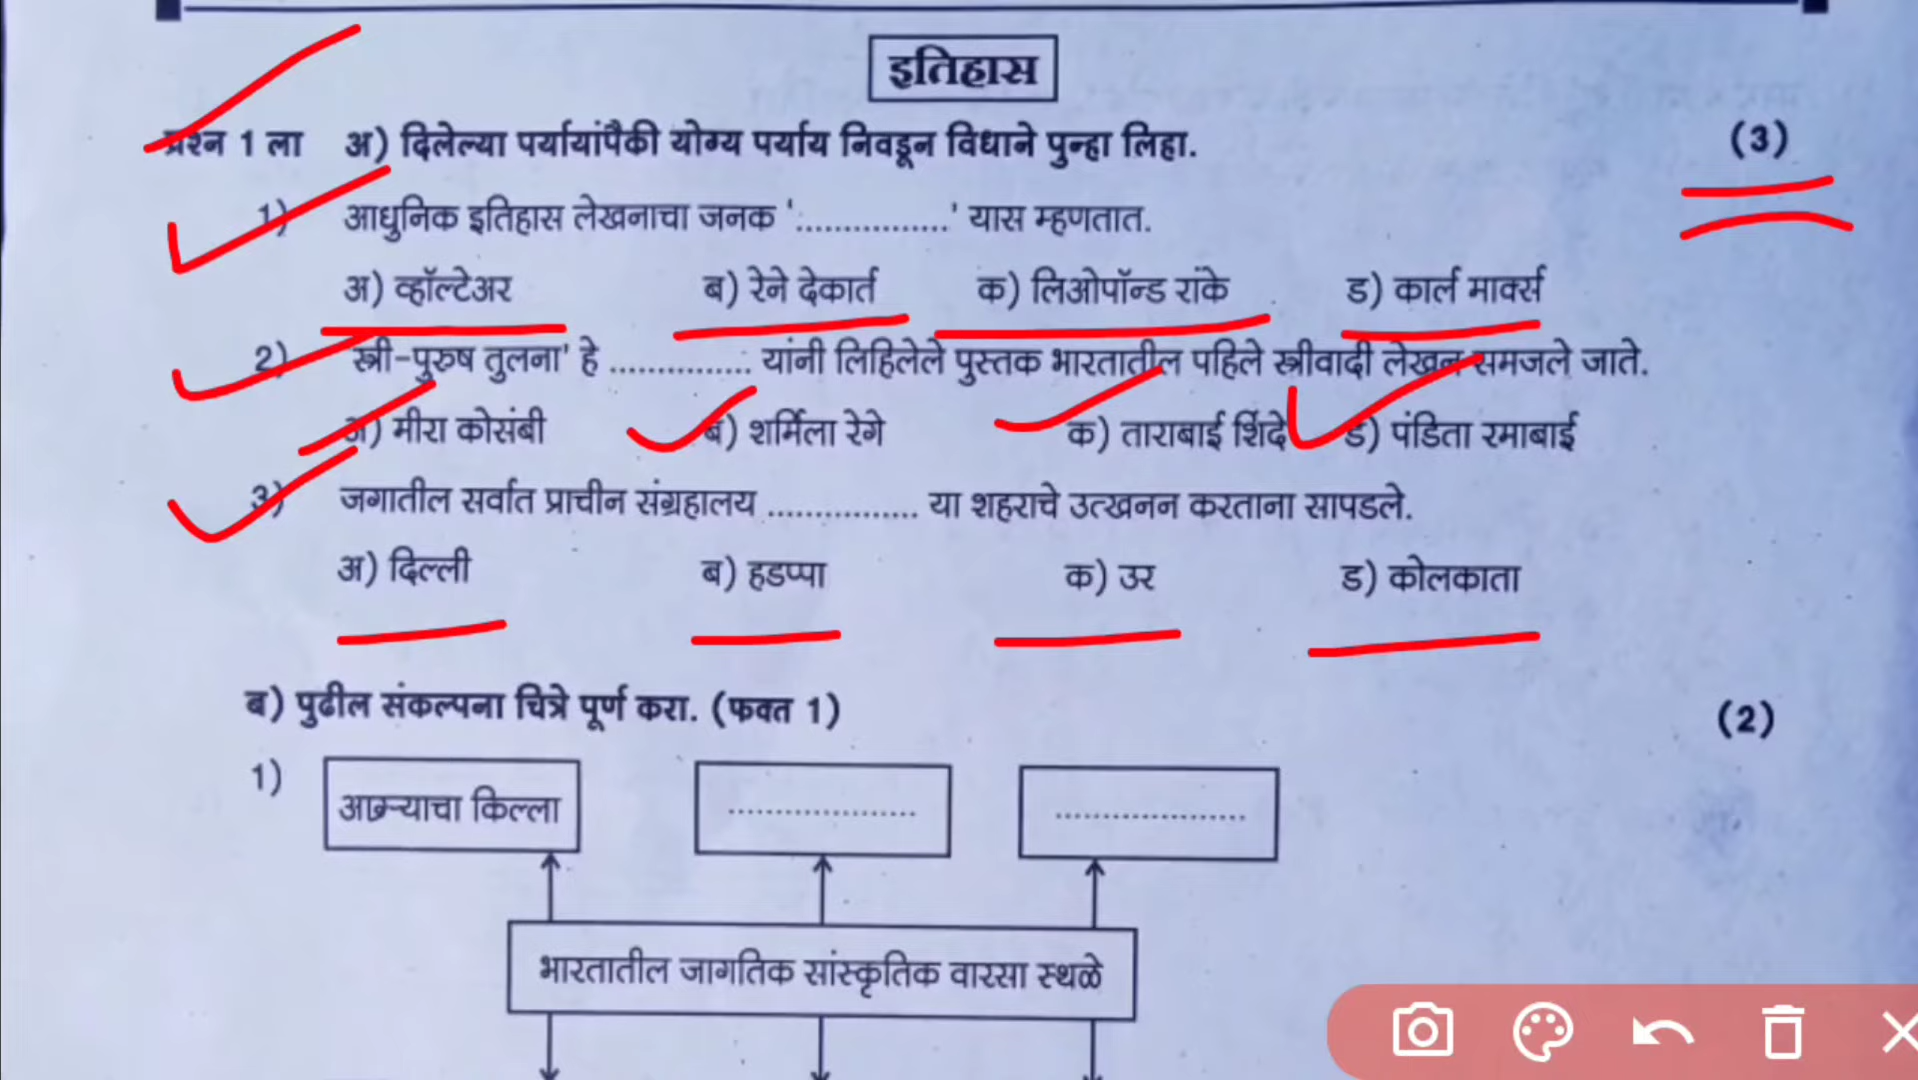 इतिहास
प्रश्न 1 ला अ) दिलेल्या पर्यायांपैकी योग्य पर्याय निवडून विधाने पुन्हा लिहा. (3)
1) आधुनिक इतिहास लेखनाचा जनक '................' यास म्हणतात.
अ) व्हॉल्टेअर ब) रेने देकार्त क) लिओपॉन्ड रांके ड) कार्ल मार्क्स
2) स्त्री-पुरुष तुलना' हे ............... यांनी लिहिलेले पुस्तक भारतातील पहिले स्त्रीवादी लेखन समजले जाते.
अ) मीरा कोसंबी ब) शर्मिला रेगे क) ताराबाई शिंदे ड) पंडिता रमाबाई
3) जगातील सर्वात प्राचीन संग्रहालय ................ या शहराचे उत्खनन करताना सापडले.
अ) दिल्ली ब) हडप्पा क) उर ड) कोलकाता
ब) पुढील संकल्पना चित्रे पूर्ण करा. (फक्त 1) (2)
1) आग्र्याचा किल्ला .................... ....................
भारतातील जागतिक सांस्कृतिक वारसा स्थळे